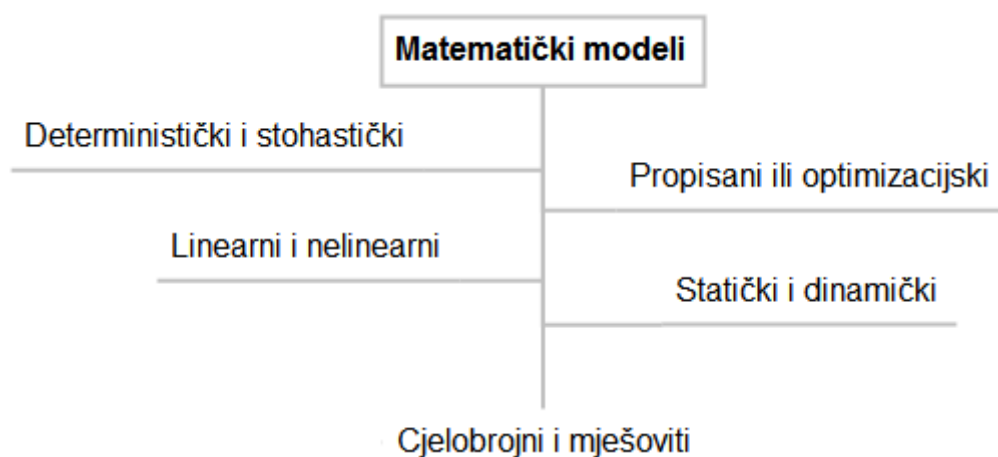 Matematički modeli
Deterministički i stohastički
Propisani ili optimizacijski
Linearni i nelinearni
Statički i dinamički
Cjelobrojni i mješoviti